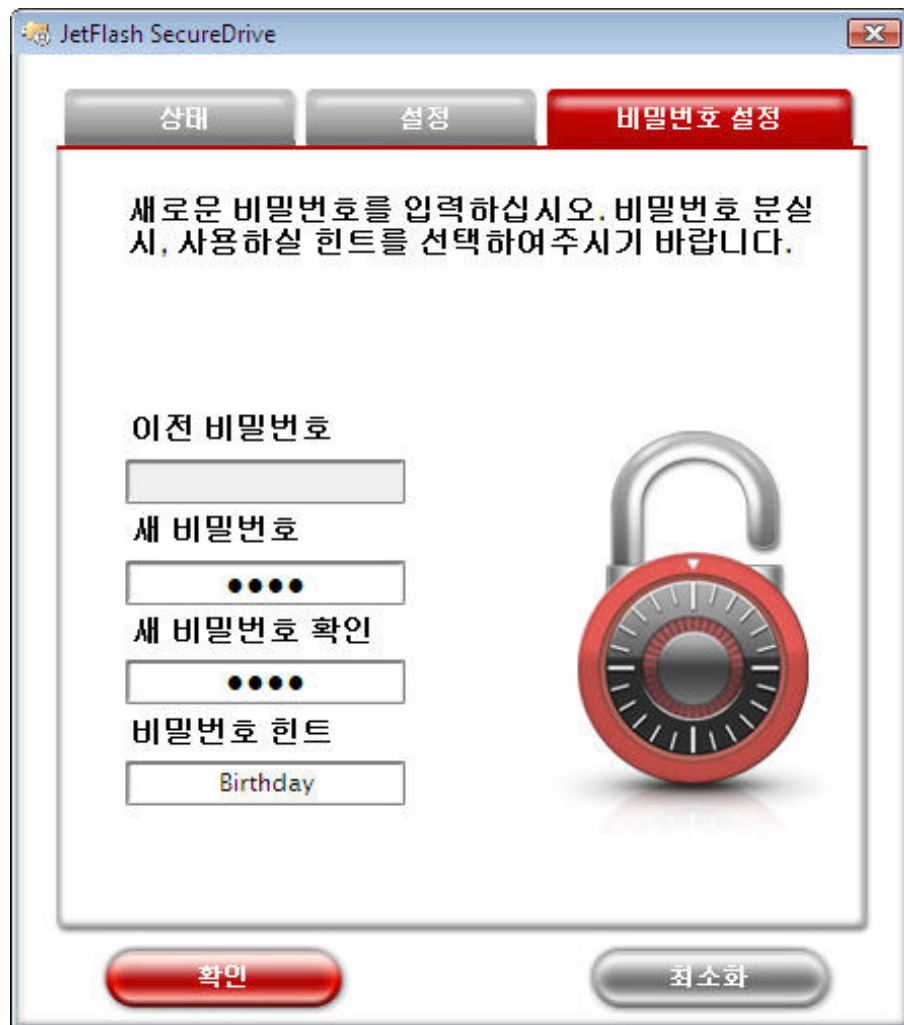 JetFlash SecureDrive
상태 설정 비밀번호 설정
새로운 비밀번호를 입력하십시오. 비밀번호 분실
시, 사용하실 힌트를 선택하여주시기 바랍니다.
이전 비밀번호
새 비밀번호
●●●●
새 비밀번호 확인
●●●●
비밀번호 힌트
Birthday
확인 최소화